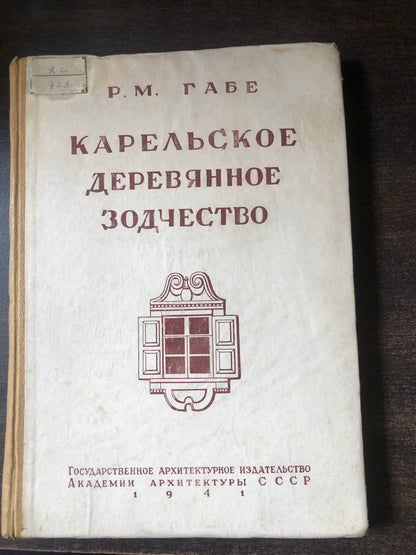 Р. М. ГАБЕ
КАРЕЛЬСКОЕ
ДЕРЕВЯННОЕ
ЗОДЧЕСТВО
ГОСУДАРСТВЕННОЕ АРХИТЕКТУРНОЕ ИЗДАТЕЛЬСТВО
АКАДЕМИИ АРХИТЕКТУРЫ СССР
1941